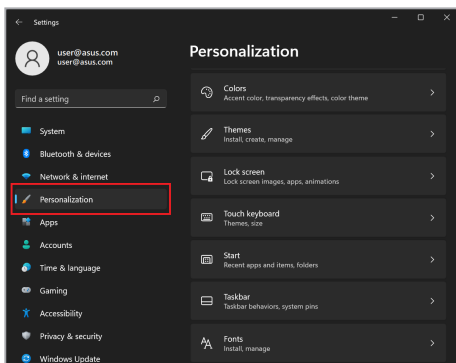 Settings
user@asus.com
user@asus.com
Find a setting
System
Bluetooth & devices
Network & internet
Personalization
Apps
Accounts
Time & language
Gaming
Accessibility
Privacy & security
Windows Update
Personalization
Colors
Accent color, transparency effects, color theme
Themes
Install, create, manage
Lock screen
Lock screen images, apps, animations
Touch keyboard
Themes, size
Start
Recent apps and items, folders
Taskbar
Taskbar behaviors, system pins
Fonts
Install, manage